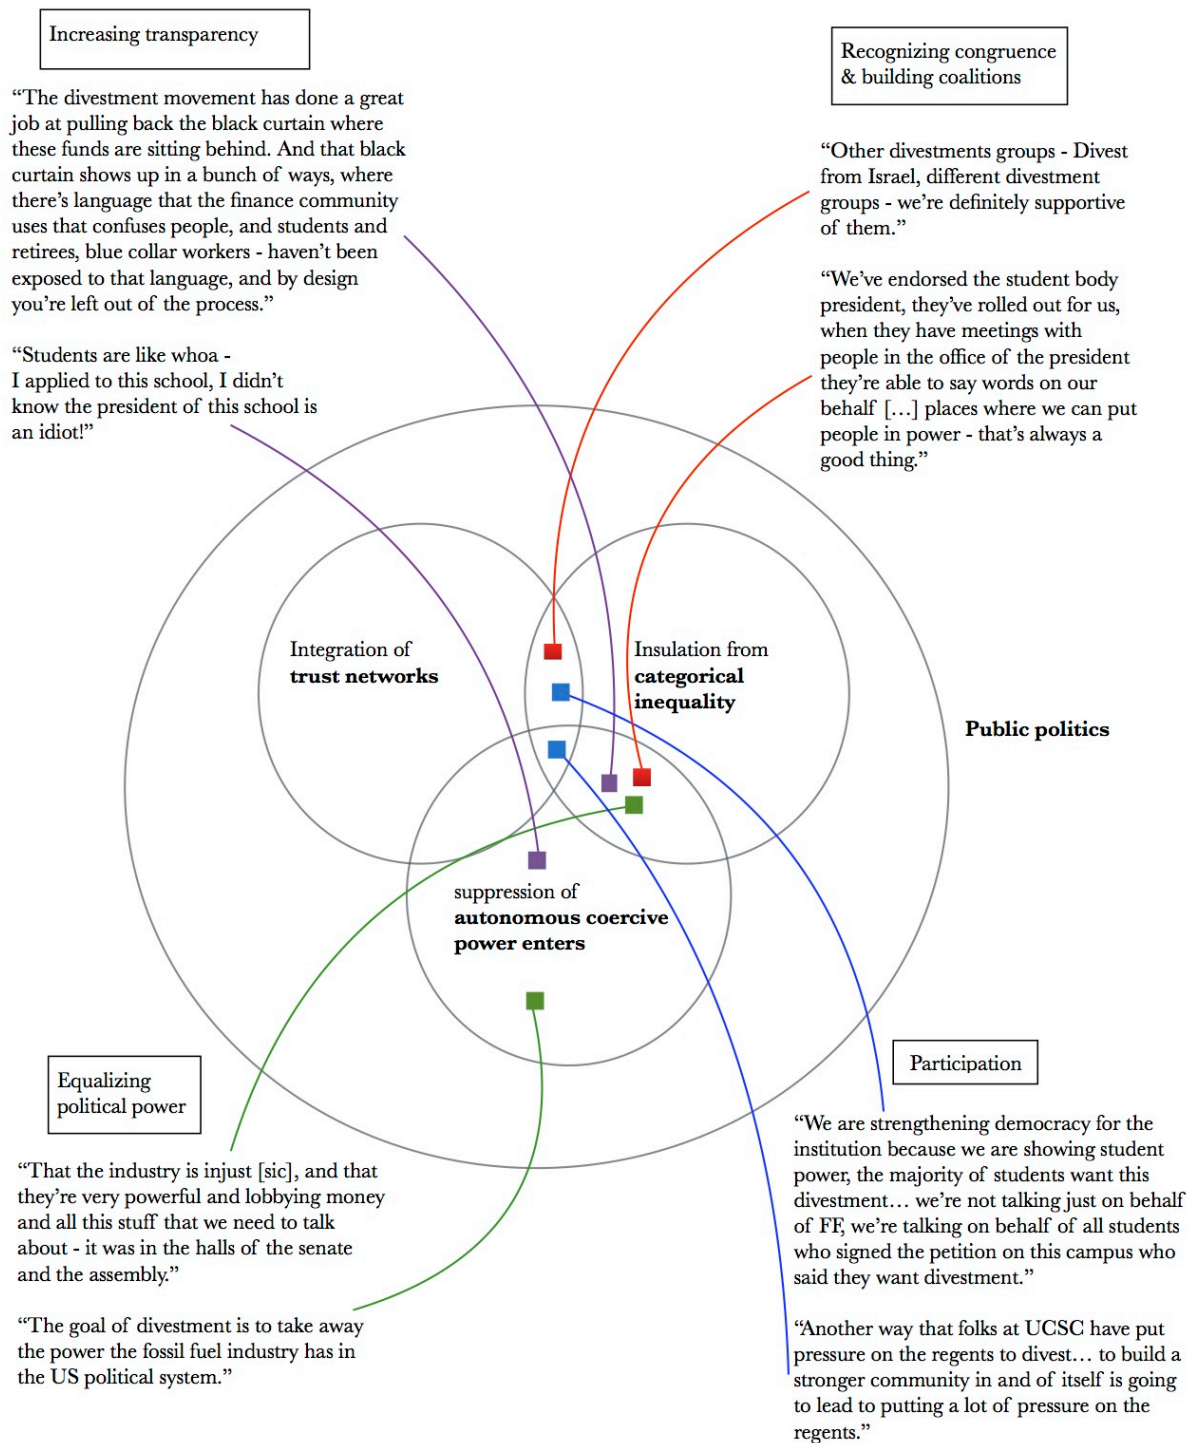 Increasing transparency
“The divestment movement has done a great
job at pulling back the black curtain where
these funds are sitting behind. And that black
curtain shows up in a bunch of ways, where
there’s language that the finance community
uses that confuses people, and students and
retirees, blue collar workers - haven’t been
exposed to that language, and by design
you’re left out of the process.”
“Students are like whoa -
I applied to this school, I didn’t
know the president of this school is
an idiot!”
Recognizing congruence
& building coalitions
“Other divestments groups - Divest
from Israel, different divestment
groups - we’re definitely supportive
of them.”
“We’ve endorsed the student body
president, they’ve rolled out for us,
when they have meetings with
people in the office of the president
they’re able to say words on our
behalf […] places where we can put
people in power - that’s always a
good thing.”
Integration of
trust networks
Insulation from
categorical
inequality
Public politics
suppression of
autonomous coercive
power enters
Equalizing
political power
“That the industry is injust [sic], and that
they’re very powerful and lobbying money
and all this stuff that we need to talk
about - it was in the halls of the senate
and the assembly.”
“The goal of divestment is to take away
the power the fossil fuel industry has in
the US political system.”
Participation
“We are strengthening democracy for the
institution because we are showing student
power, the majority of students want this
divestment… we’re not talking just on behalf
of FF, we’re talking on behalf of all students
who signed the petition on this campus who
said they want divestment.”
“Another way that folks at UCSC have put
pressure on the regents to divest… to build a
stronger community in and of itself is going
to lead to putting a lot of pressure on the
regents.”